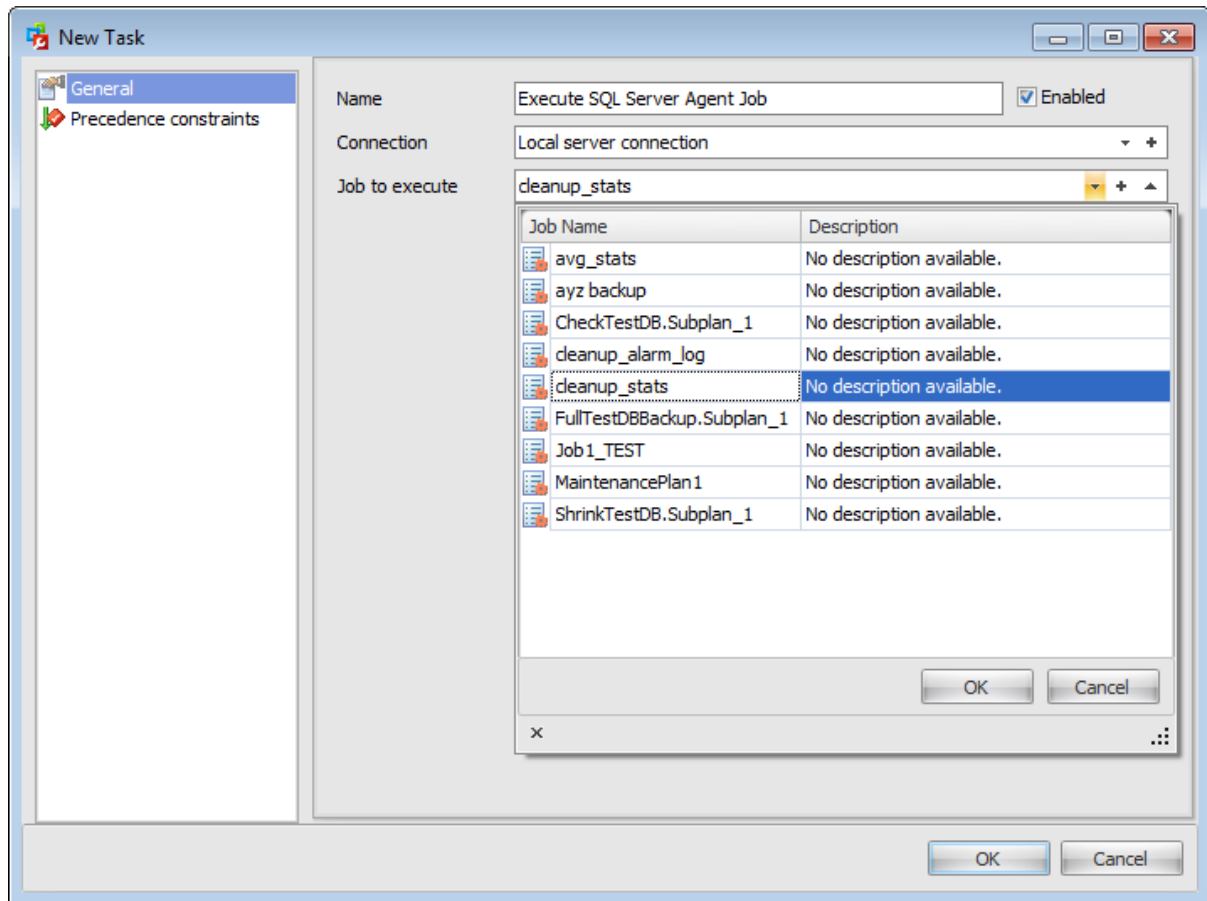 New Task
General
Precedence constraints
Name
Execute SQL Server Agent Job
Enabled
Connection
Local server connection
Job to execute
cleanup_stats
Job Name Description
avg_stats No description available.
ayz backup No description available.
CheckTestDB.Subplan_1 No description available.
cleanup_alarm_log No description available.
cleanup_stats No description available.
FullTestDBBackup.Subplan_1 No description available.
Job1_TEST No description available.
MaintenancePlan1 No description available.
ShrinkTestDB.Subplan_1 No description available.
OK Cancel
OK Cancel